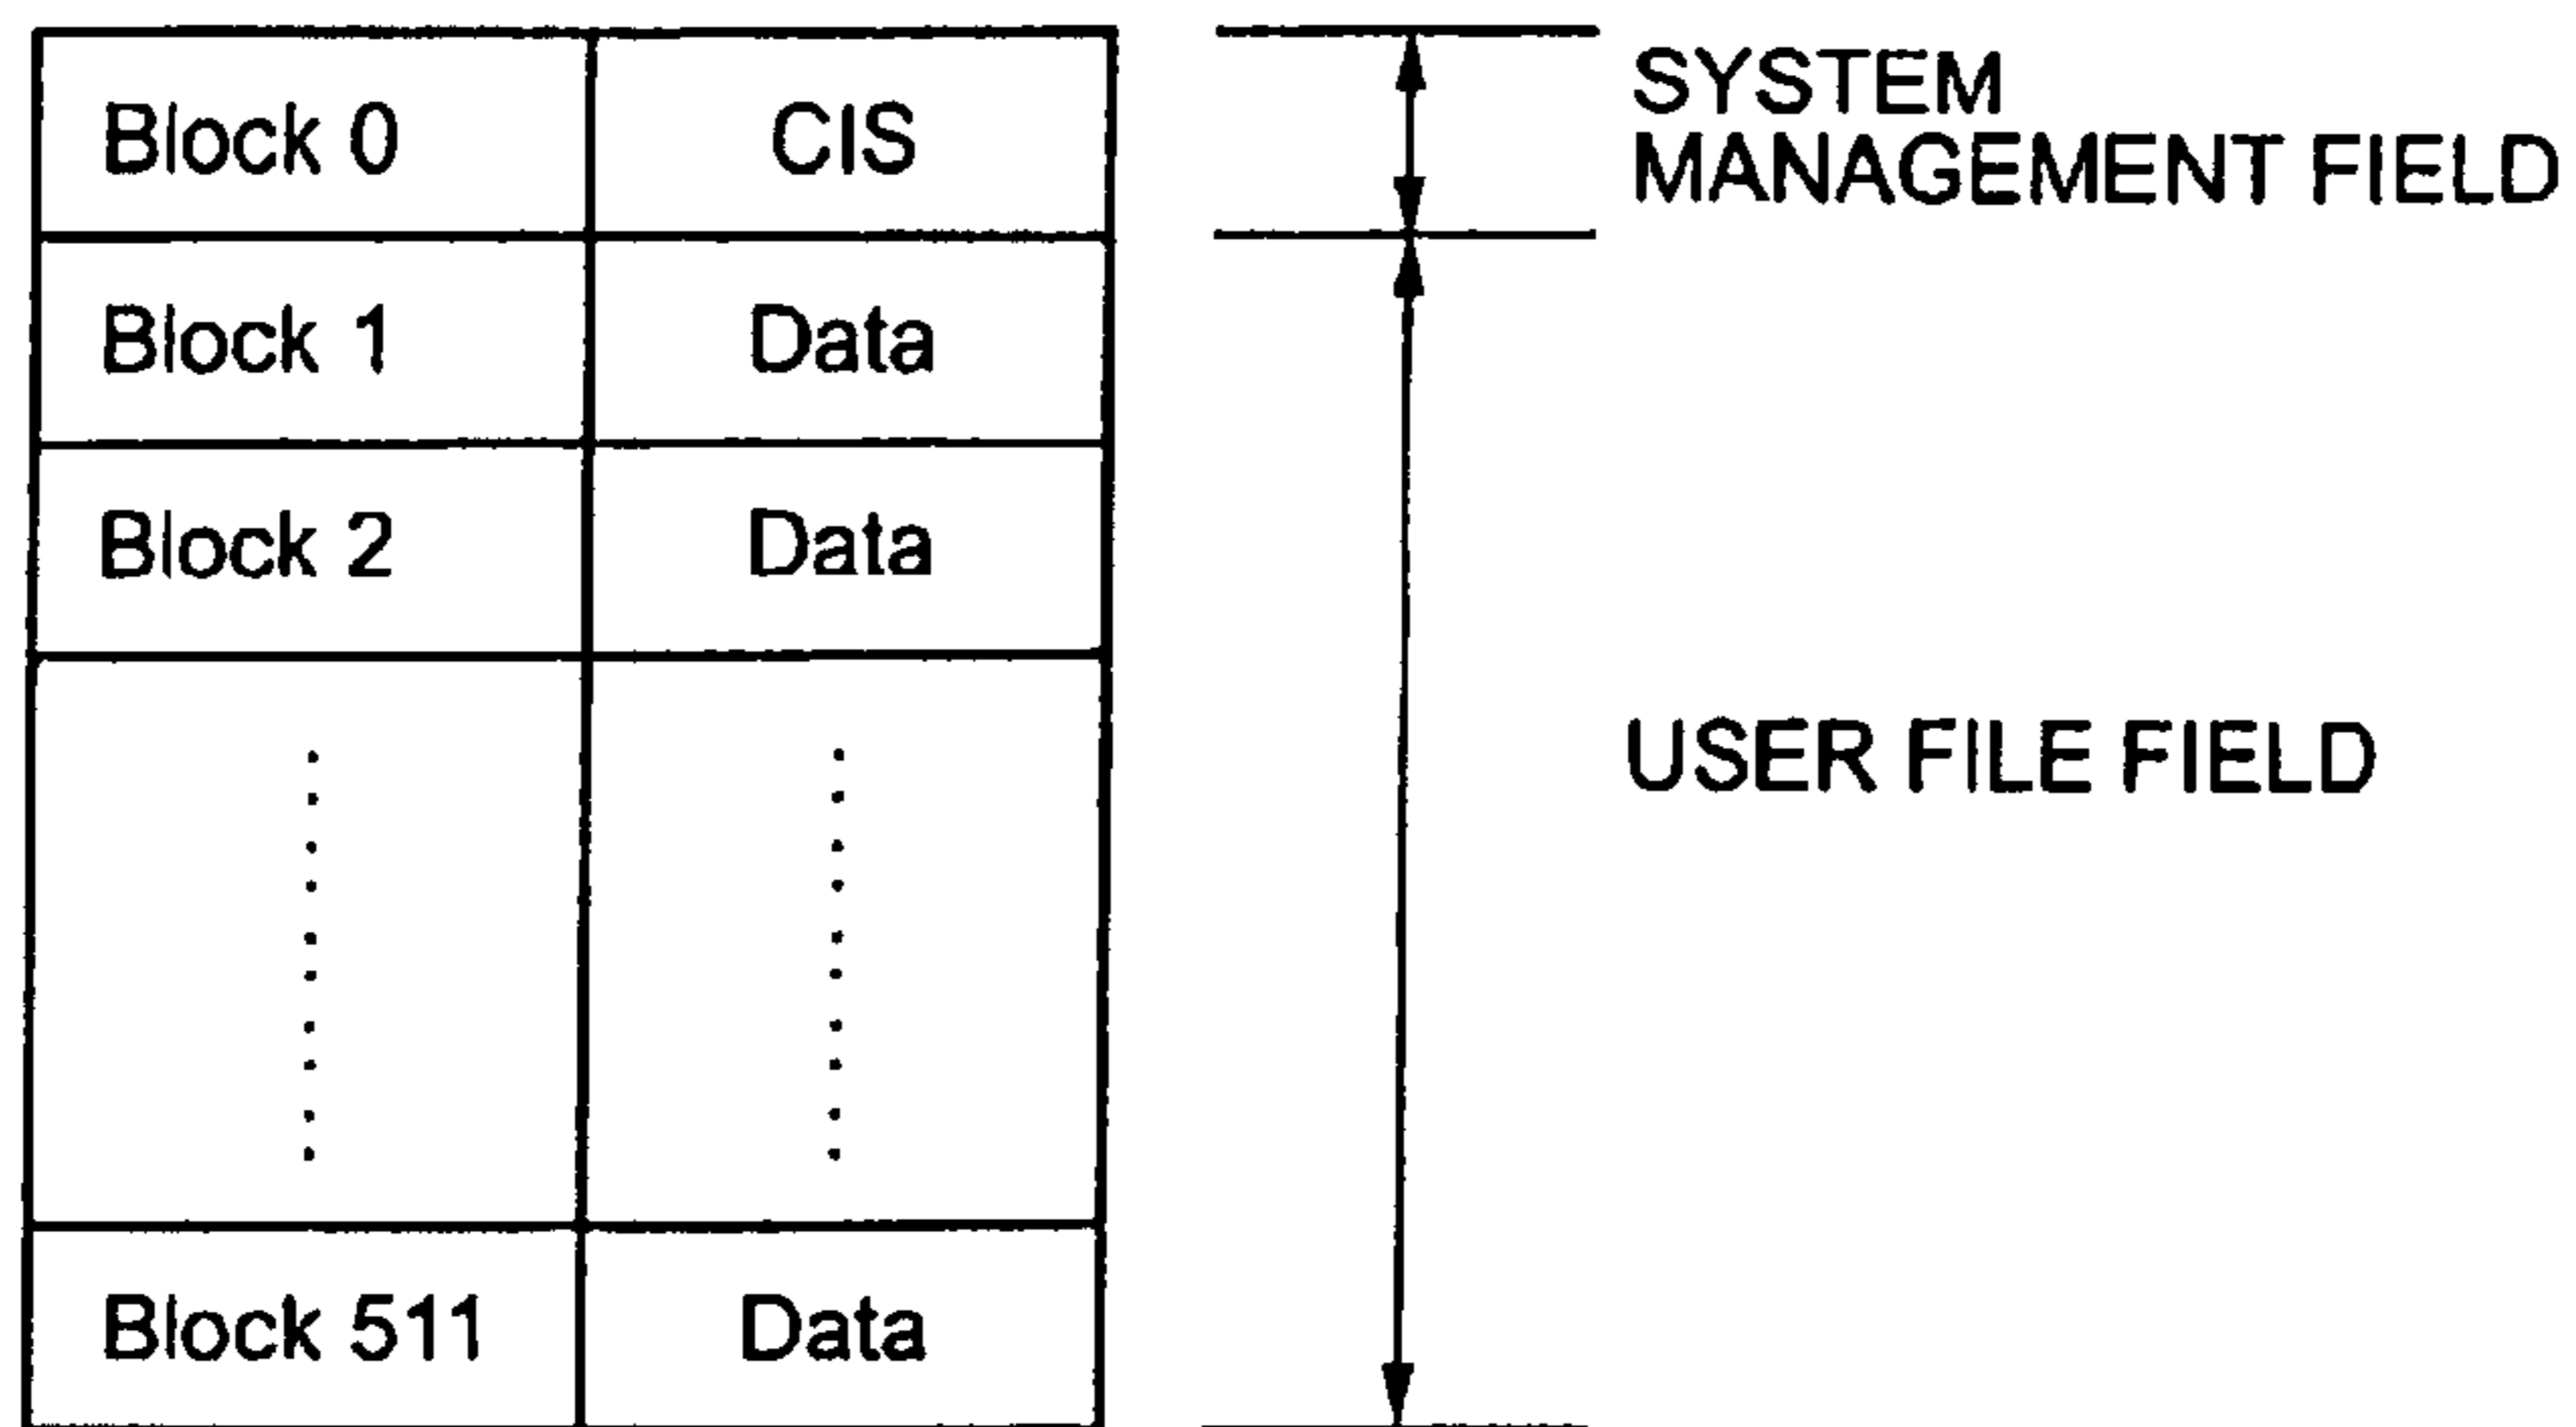 Block 0 CIS
SYSTEM
MANAGEMENT FIELD
Block 1 Data
Block 2 Data
USER FILE FIELD
Block 511 Data